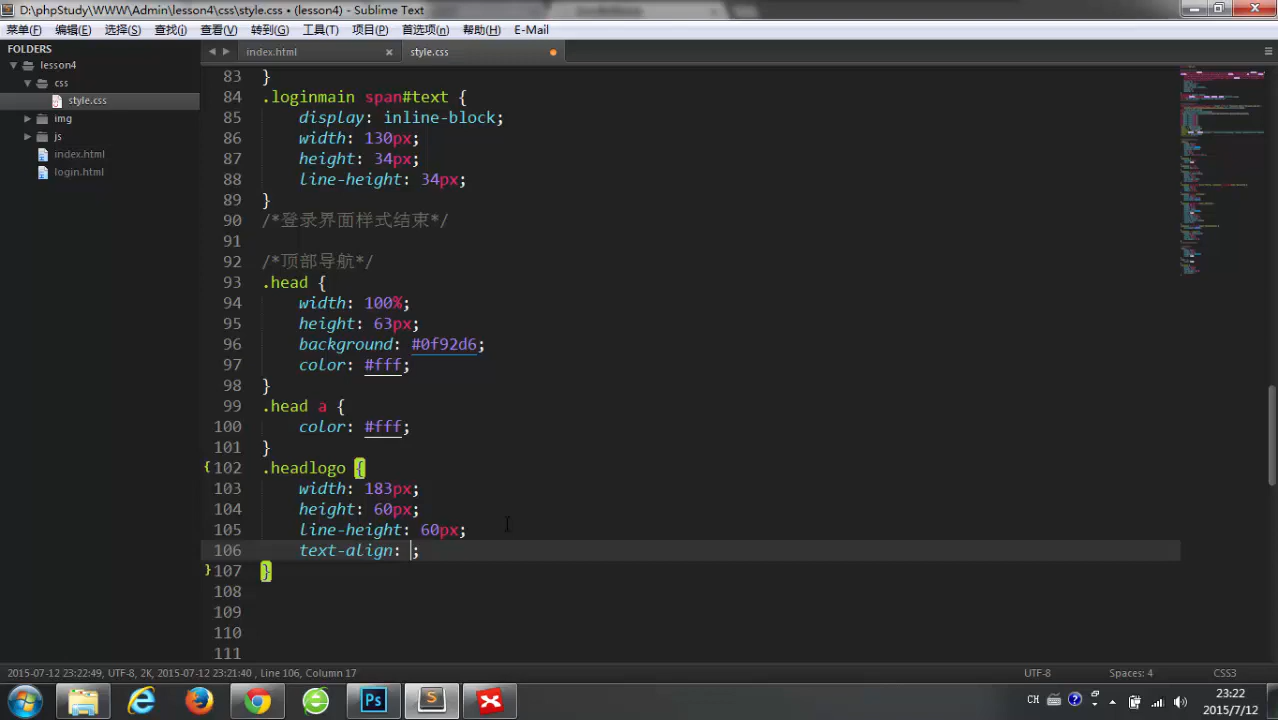 D:\phpStudy\WWW\Admin\lesson4\css\style.css • (lesson4) - Sublime Text
菜单(F) 编辑(E) 选择(S) 查找(I) 查看(V) 转到(G) 工具(T) 项目(P) 首选项(n) 帮助(H) E-Mail
FOLDERS
lesson4
css
style.css
img
js
index.html
login.html
index.html
style.css
83 }
84 .loginmain span#text {
85 display: inline-block;
86 width: 130px;
87 height: 34px;
88 line-height: 34px;
89 }
90 /*登录界面样式结束*/
91
92 /*顶部导航*/
93 .head {
94 width: 100%;
95 height: 63px;
96 background: #0f92d6;
97 color: #fff;
98 }
99 .head a {
100 color: #fff;
101 }
102 .headlogo {
103 width: 183px;
104 height: 60px;
105 line-height: 60px;
106 text-align: ;
107 }
108
109
110
111
2015-07-12 23:22:49, UTF-8, 2K, 2015-07-12 23:21:40 , Line 106, Column 17
UTF-8
Spaces: 4
CSS3
Ps
S
CH
23:22
2015/7/12